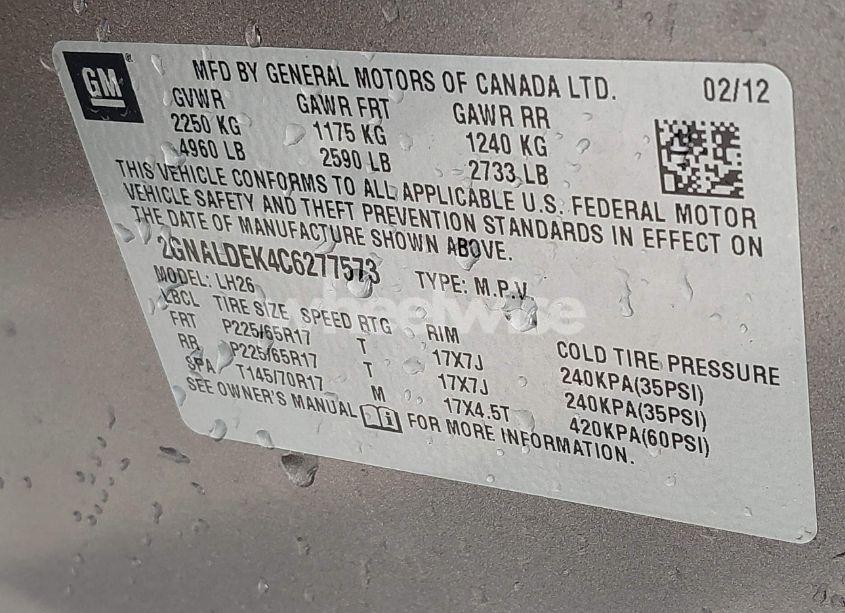 GM
MFD BY GENERAL MOTORS OF CANADA LTD. 02/12
GVWR GAWR FRT GAWR RR
2250 KG 1175 KG 1240 KG
4960 LB 2590 LB 2733 LB
THIS VEHICLE CONFORMS TO ALL APPLICABLE U.S. FEDERAL MOTOR
VEHICLE SAFETY AND THEFT PREVENTION STANDARDS IN EFFECT ON
THE DATE OF MANUFACTURE SHOWN ABOVE.
2GNALDEK4C6277573 TYPE: M.P.V
MODEL: LH26
wheelwise
LBCL TIRE SIZE SPEED RTG RIM COLD TIRE PRESSURE
FRT P225/65R17 T 17X7J 240KPA(35PSI)
RR P225/65R17 T 17X7J 240KPA(35PSI)
SPA T145/70R17 M 17X4.5T 420KPA(60PSI)
SEE OWNER'S MANUAL i FOR MORE INFORMATION.